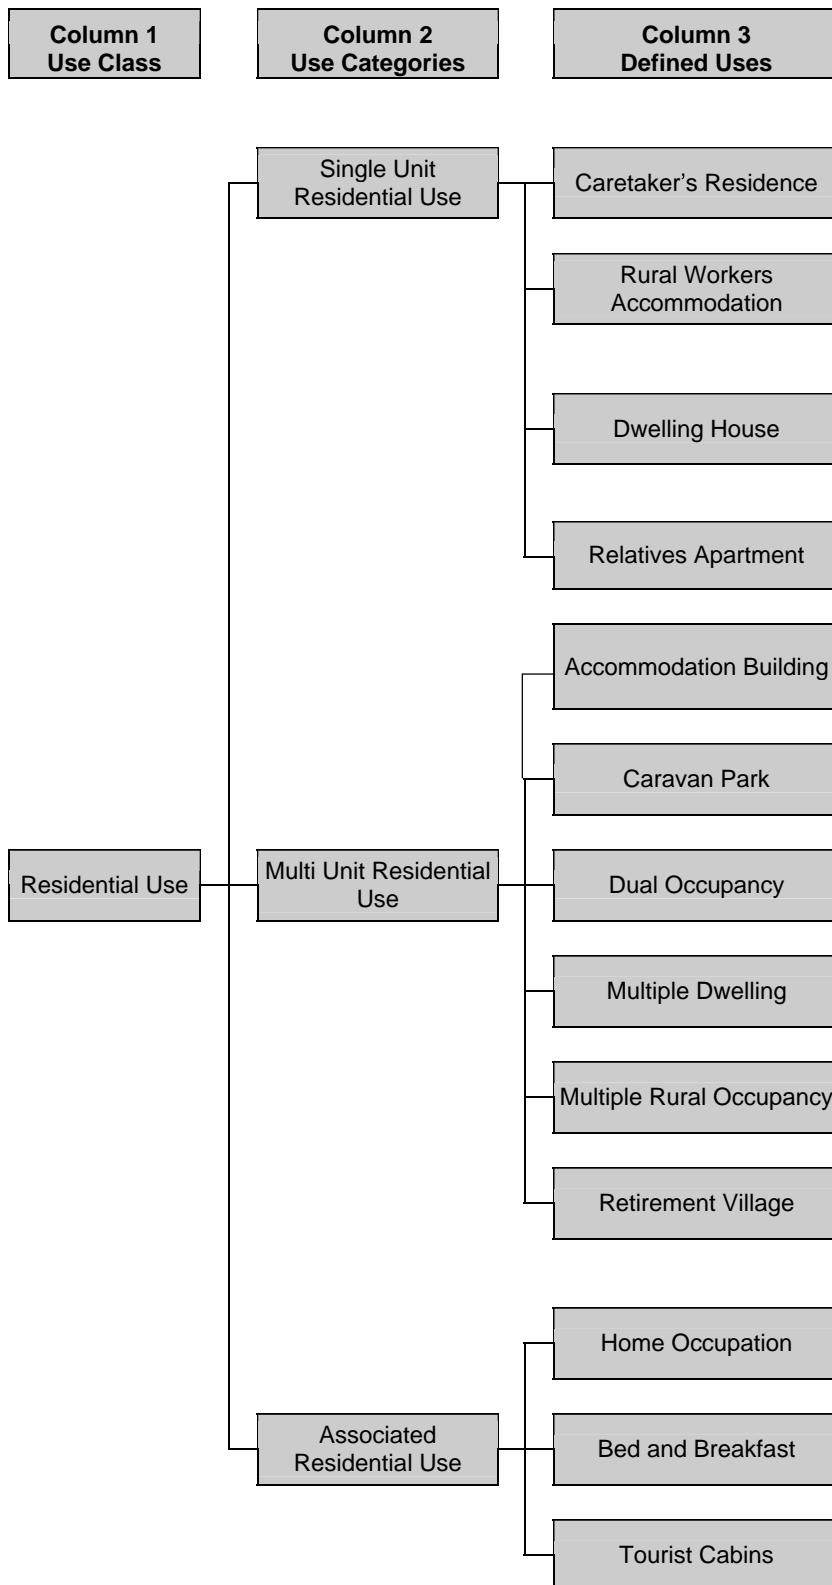 Column 1
Use Class
Column 2
Use Categories
Column 3
Defined Uses
Single Unit
Residential Use
Caretaker's Residence
Rural Workers
Accommodation
Dwelling House
Relatives Apartment
Accommodation Building
Caravan Park
Residential Use
Multi Unit Residential
Use
Dual Occupancy
Multiple Dwelling
Multiple Rural Occupancy
Retirement Village
Home Occupation
Associated
Residential Use
Bed and Breakfast
Tourist Cabins